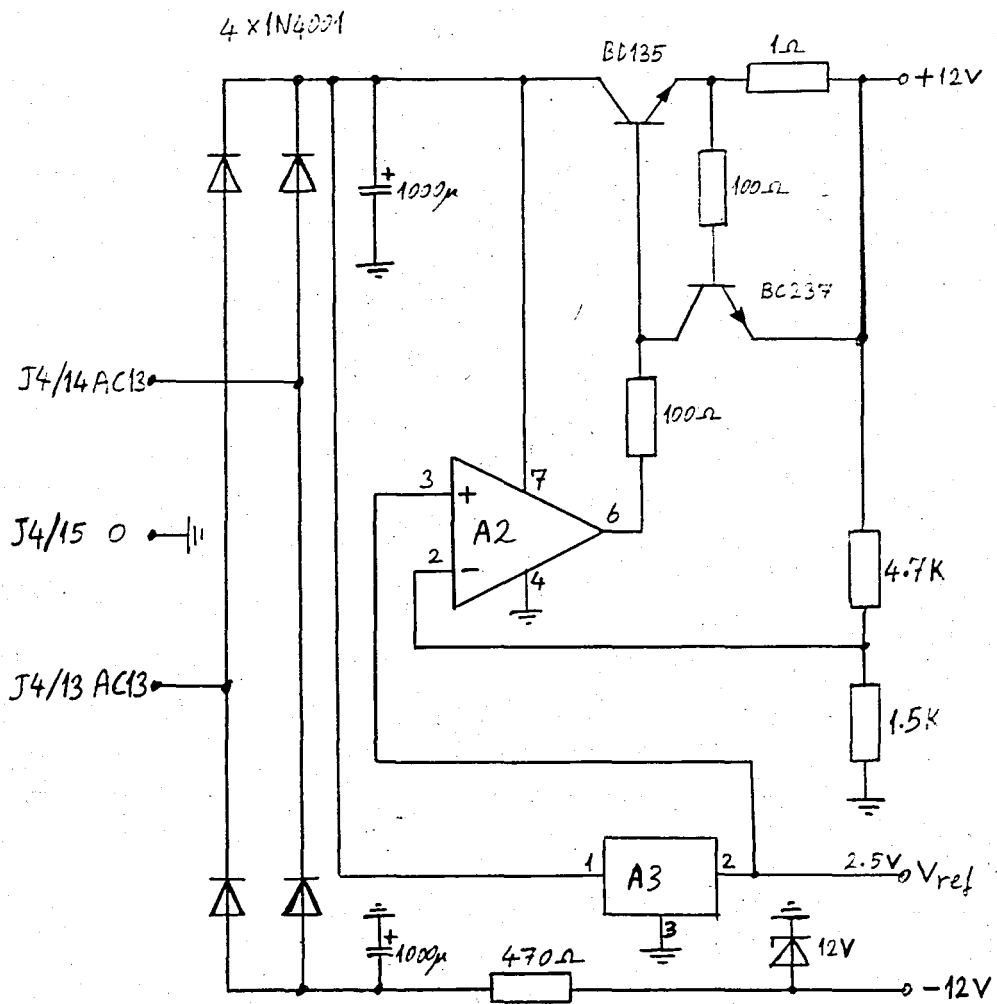 4 x 1N4001
BD135
1Ω
+12V
+
1000µ
100Ω
BC237
J4/14 AC13
100Ω
3
7
+
J4/15 0
A2
6
2
-
4
4.7K
J4/13 AC13
1.5K
1
A3
2
2.5V
Vref
3
+
1000µ
470Ω
12V
-12V